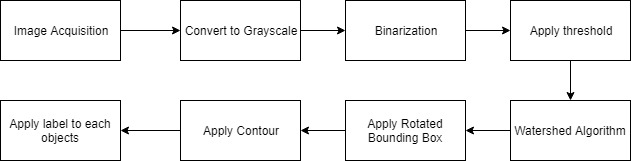 Image Acquisition
Convert to Grayscale
Binarization
Apply threshold
Watershed Algorithm
Apply Rotated
Bounding Box
Apply Contour
Apply label to each
objects